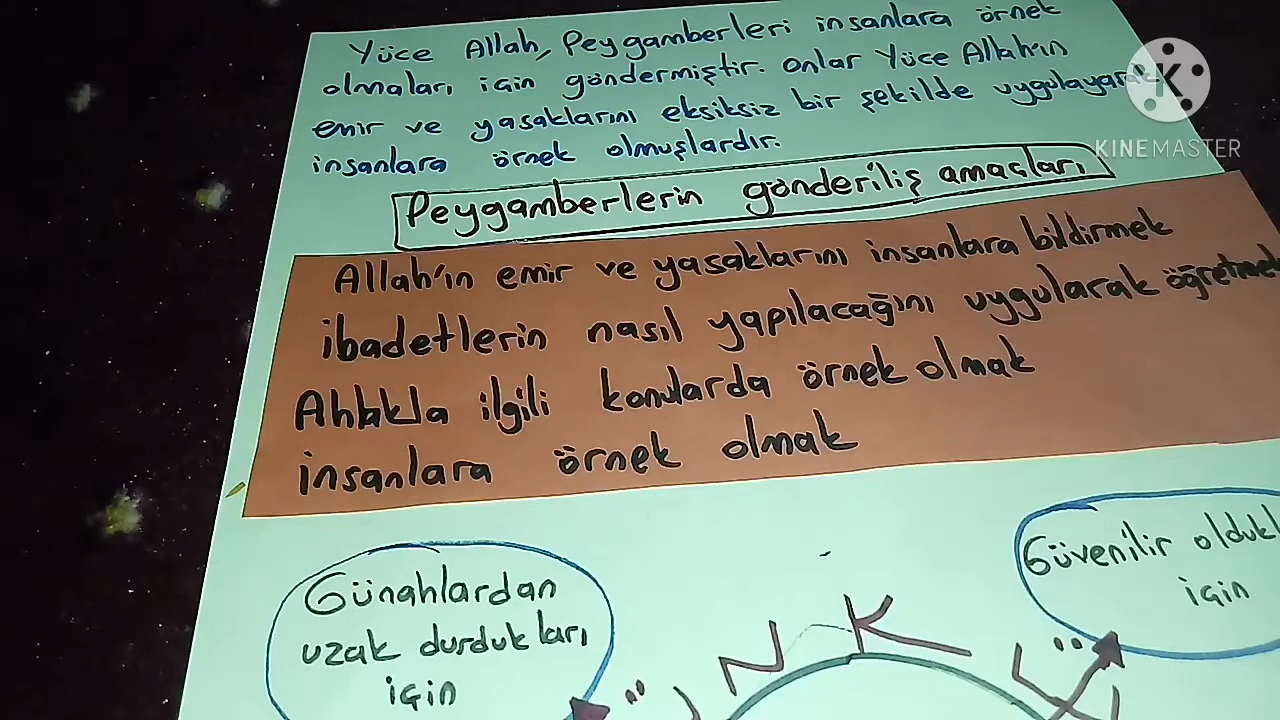 Yüce Allah, Peygamberleri insanlara örnek
olmaları için göndermiştir. Onlar Yüce Allah'ın
emir ve yasaklarını eksiksiz bir şekilde uygulayarak
insanlara örnek olmuşlardır.
KINEMASTER
Peygamberlerin gönderiliş amaçları
Allah'ın emir ve yasaklarını insanlara bildirmek
ibadetlerin nasıl yapılacağını uygularak öğretmek
Ahlakla ilgili konularda örnek olmak
insanlara örnek olmak
Günahlardan
uzak durdukları
için
Güvenilir
için